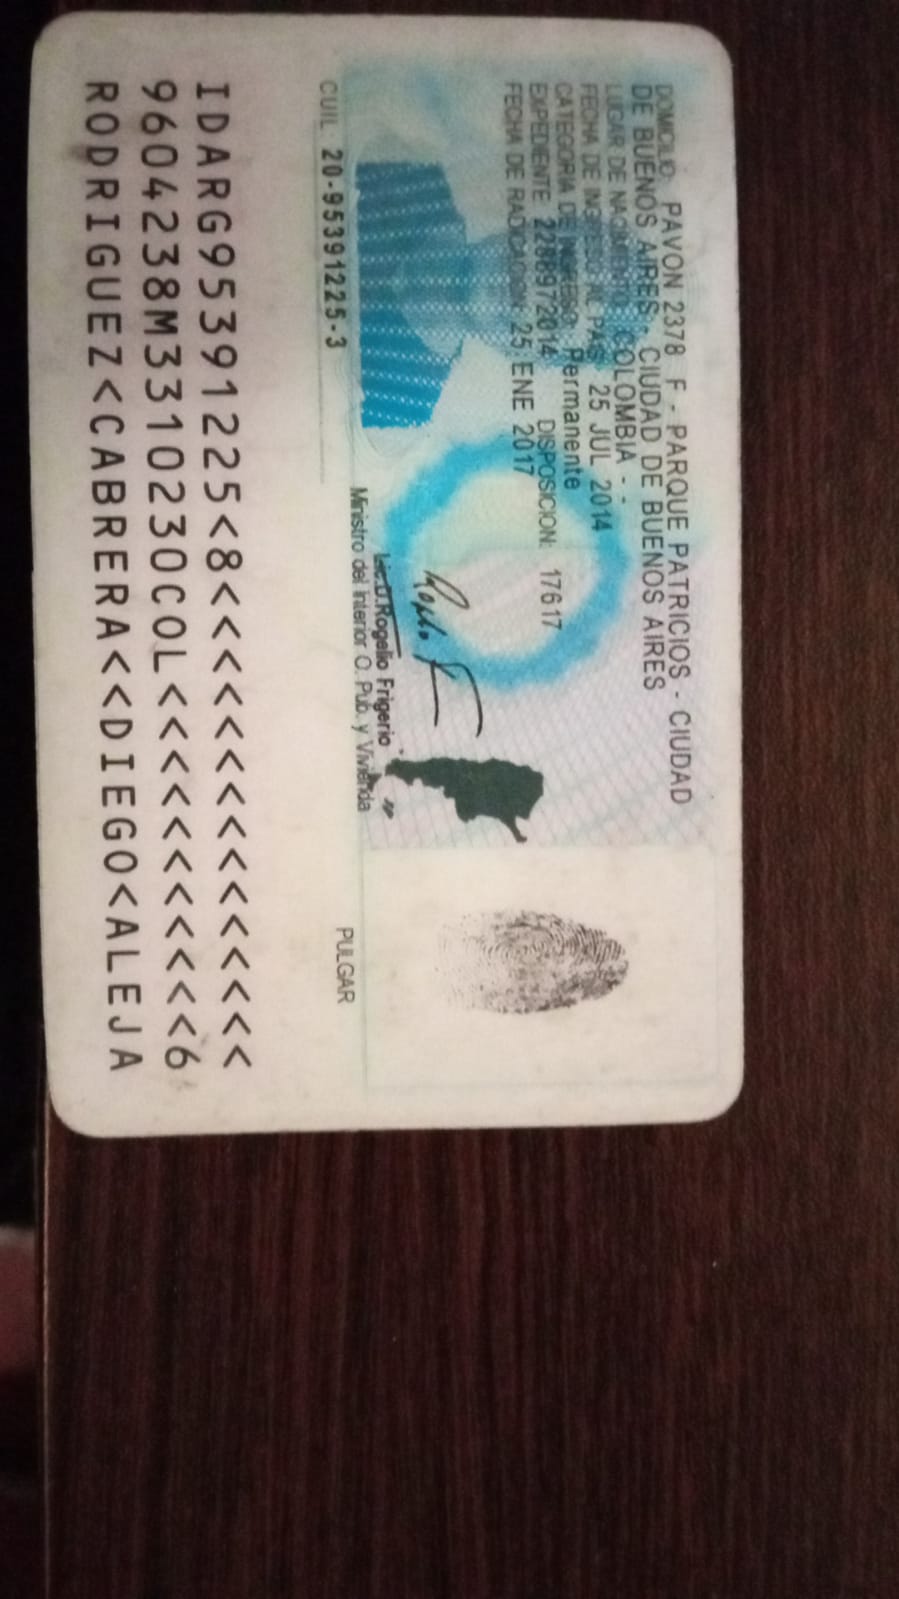 DOMICILIO: PAVON 2378 F - PARQUE PATRICIOS - CIUDAD
DE BUENOS AIRES - CIUDAD DE BUENOS AIRES
LUGAR DE NACIMIENTO: COLOMBIA - -
FECHA DE INGRESO AL PAIS: 25 JUL 2014
CATEGORIA DE INGRESO: Permanente
EXPEDIENTE DISPOSICION: 17617
FECHA DE RADICACION: 25 ENE 2017
Lic.D.Rogelio Frigerio
Ministro del Interior O. Pub. y Vivienda
CUIL 20-95391225-3
PULGAR
IDARG95391225<8<<<<<<<<<<<<<<<
9604238M3310230COL<<<<<<<<<<<6
RODRIGUEZ<CABRERA<<DIEGO<ALEJA